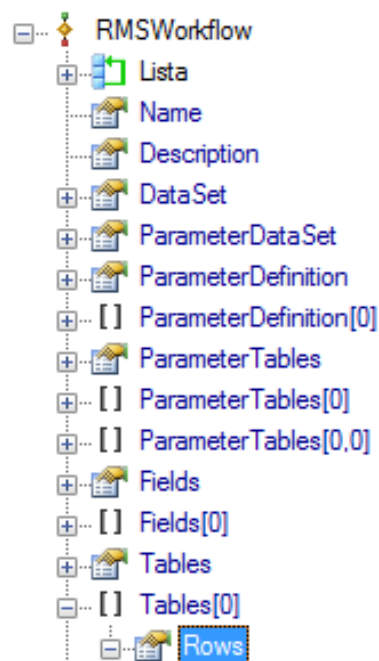 RMSWorkflow
Lista
Name
Description
DataSet
ParameterDataSet
ParameterDefinition
[ ] ParameterDefinition[0]
ParameterTables
[ ] ParameterTables[0]
[ ] ParameterTables[0,0]
Fields
[ ] Fields[0]
Tables
[ ] Tables[0]
Rows